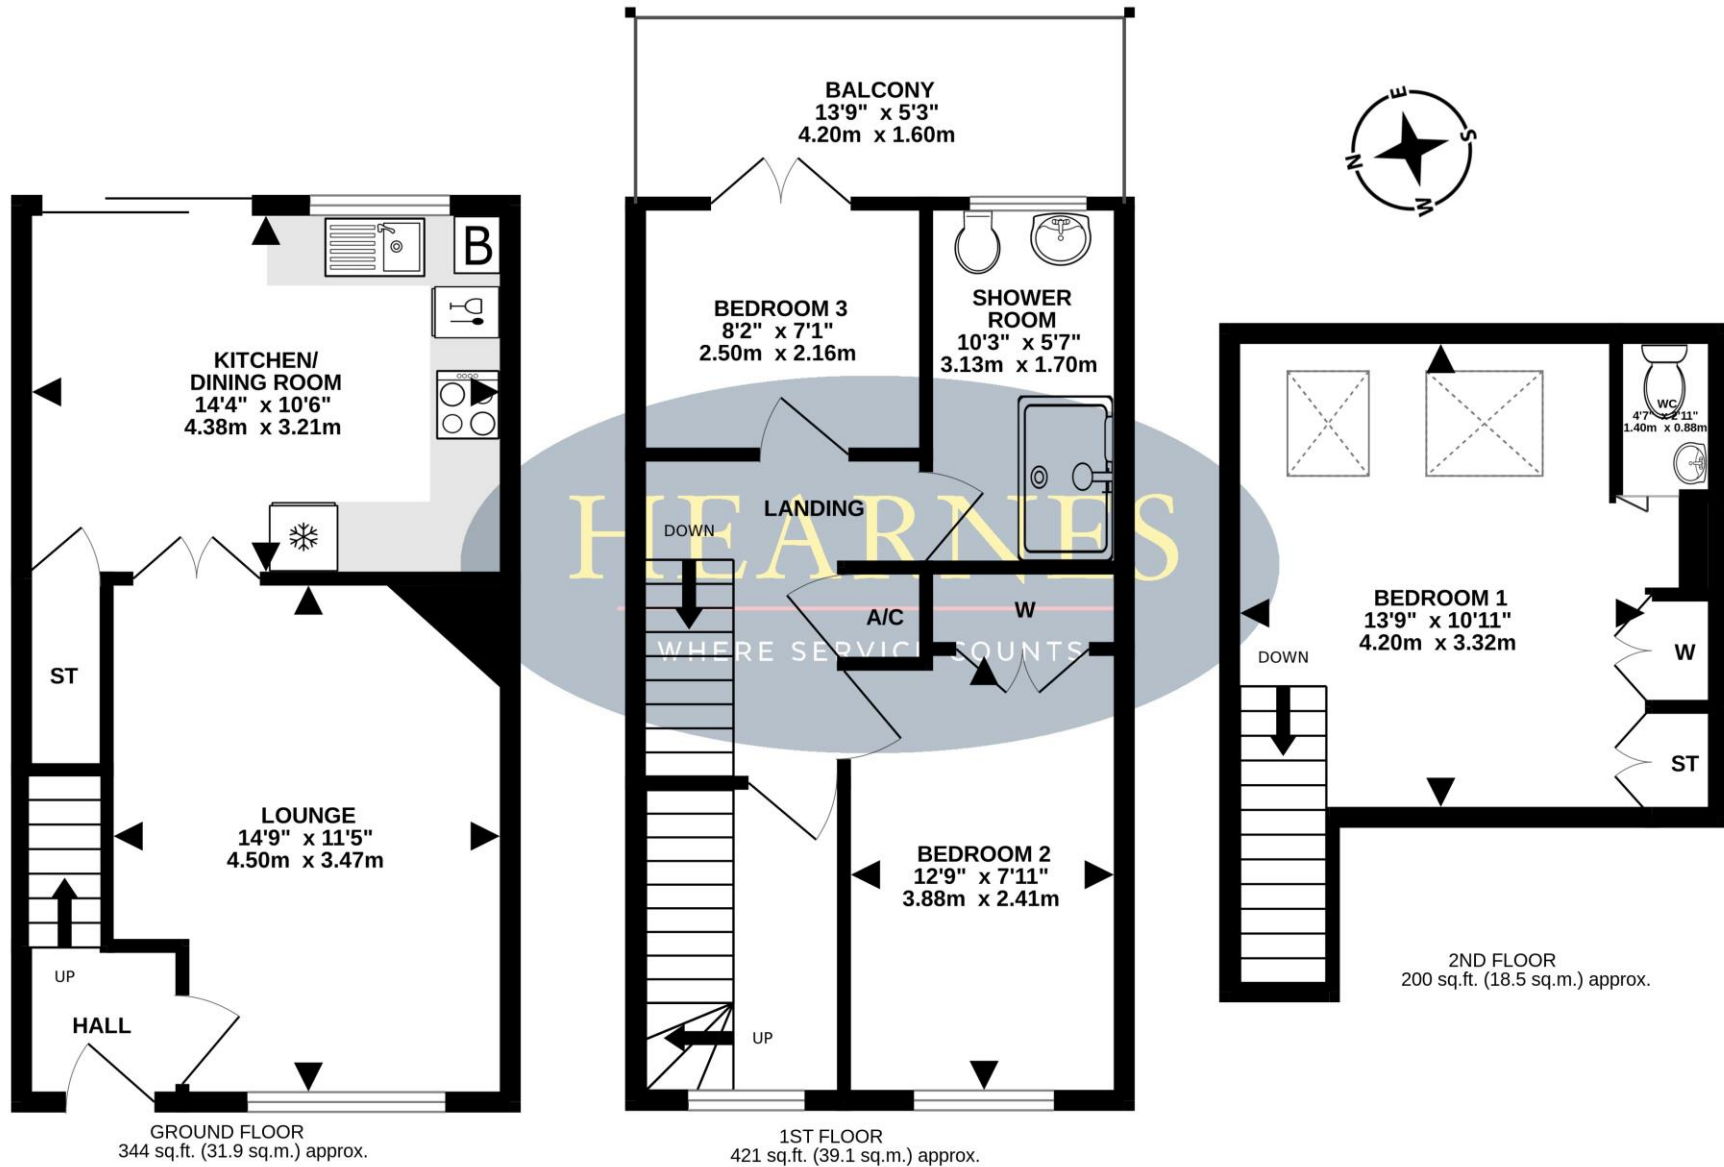 BALCONY
13'9" x 5'3"
4.20m x 1.60m
E
S
N
W
B
KITCHEN/
DINING ROOM
14'4" x 10'6"
4.38m x 3.21m
ST
LOUNGE
14'9" x 11'5"
4.50m x 3.47m
UP
HALL
GROUND FLOOR
344 sq.ft. (31.9 sq.m.) approx.
BEDROOM 3
8'2" x 7'1"
2.50m x 2.16m
SHOWER
ROOM
10'3" x 5'7"
3.13m x 1.70m
HEARNES
WHERE SERVICE COUNTS
LANDING
DOWN
A/C
W
BEDROOM 2
12'9" x 7'11"
3.88m x 2.41m
UP
1ST FLOOR
421 sq.ft. (39.1 sq.m.) approx.
WC
4'7" x 2'11"
1.40m x 0.88m
BEDROOM 1
13'9" x 10'11"
4.20m x 3.32m
DOWN
W
ST
2ND FLOOR
200 sq.ft. (18.5 sq.m.) approx.